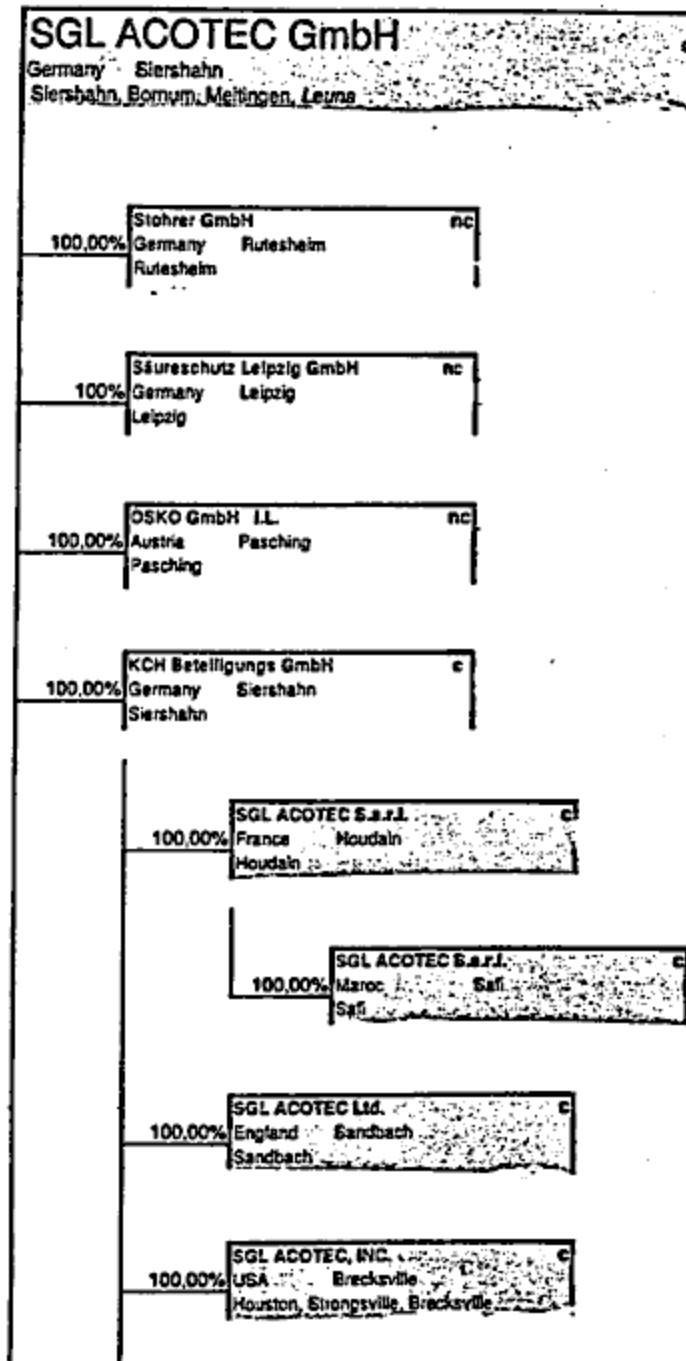 SGL ACOTEC GmbH
c
Germany Siershahn
Siershahn, Bornum, Meitingen, Leuna
Stohrer GmbH nc
100,00% Germany Rutesheim
Rutesheim
Säureschutz Leipzig GmbH nc
100% Germany Leipzig
Leipzig
OSKO GmbH I.L. nc
100,00% Austria Pasching
Pasching
KCH Beteiligungs GmbH c
100,00% Germany Siershahn
Siershahn
SGL ACOTEC S.a.r.l. c
100,00% France Houdain
Houdain
SGL ACOTEC S.a.r.l. c
100,00% Maroc Safi
Safi
SGL ACOTEC Ltd. c
100,00% England Sandbach
Sandbach
SGL ACOTEC, INC. c
100,00% USA Brecksville
Houston, Strongsville, Brecksville